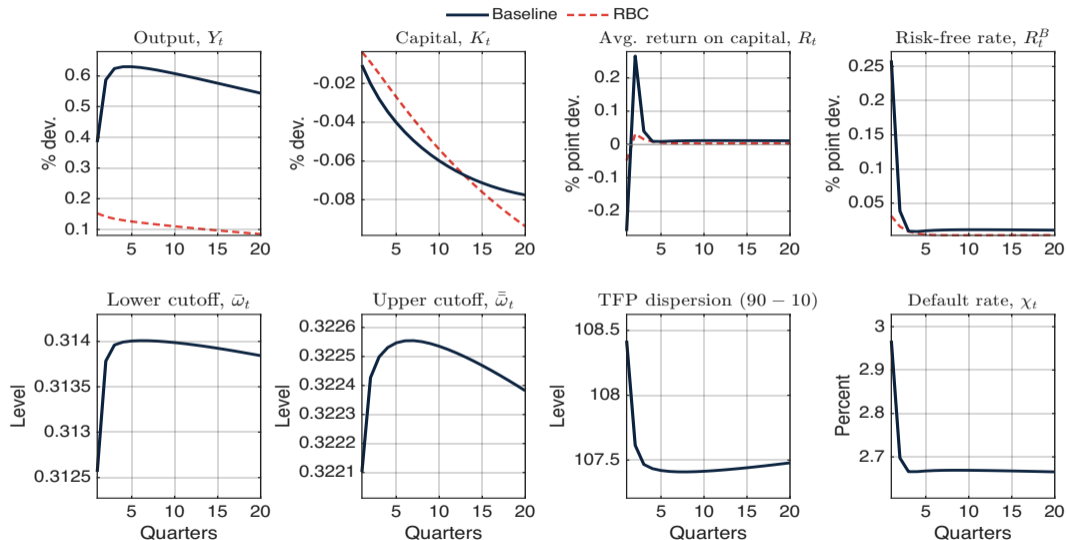 Baseline RBC
Output, Y_t
Capital, K_t
Avg. return on capital, R_t
Risk-free rate, R_t^B
% dev.
0.6
0.5
0.4
0.3
0.2
0.1
5 10 15 20
% dev.
-0.02
-0.04
-0.06
-0.08
5 10 15 20
% point dev.
0.2
0.1
0
-0.1
-0.2
5 10 15 20
% point dev.
0.25
0.20
0.15
0.10
0.05
5 10 15 20
Lower cutoff, ω̄_t
Upper cutoff, ω̿_t
TFP dispersion (90 − 10)
Default rate, χ_t
Level
0.314
0.3135
0.313
0.3125
5 10 15 20
Quarters
Level
0.3226
0.3225
0.3224
0.3223
0.3222
0.3221
5 10 15 20
Quarters
Level
108.5
108
107.5
5 10 15 20
Quarters
Percent
3
2.9
2.8
2.7
5 10 15 20
Quarters